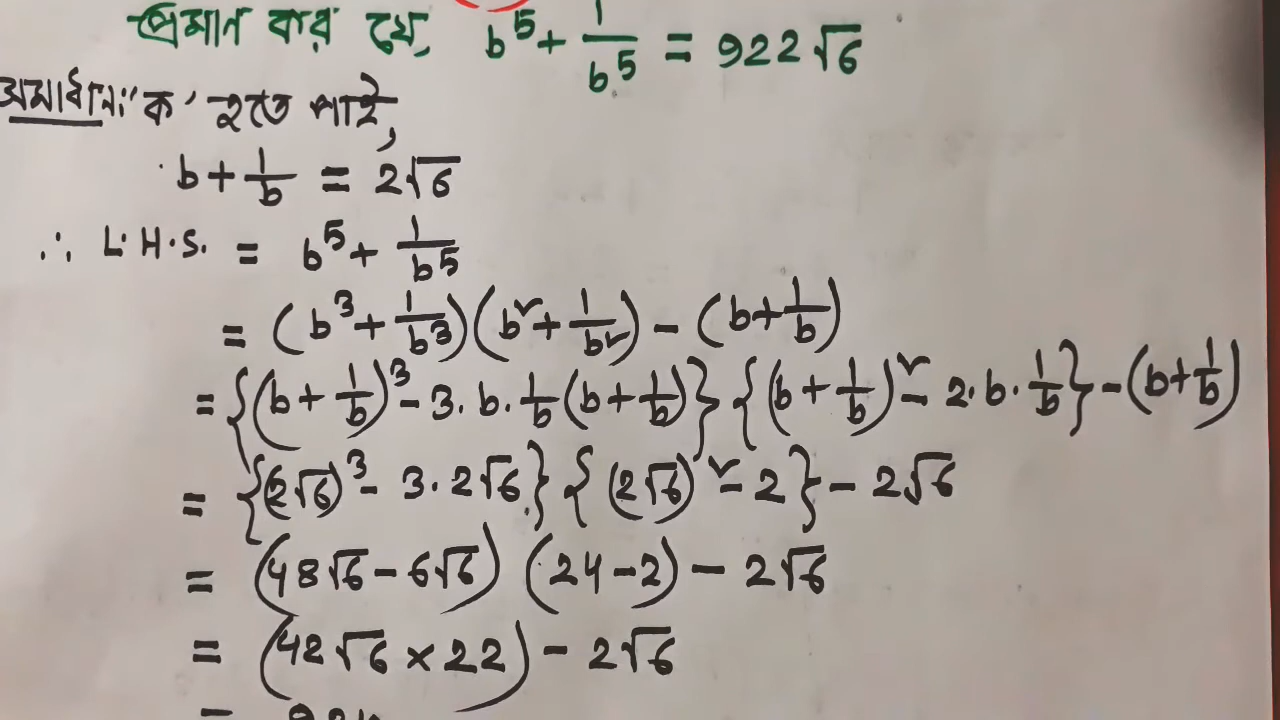 প্রমান কর যে, b⁵ + 1/b⁵ = 922√6
সমাধান: 'ক' হতে পাই,
b + 1/b = 2√6
∴ L.H.S. = b⁵ + 1/b⁵
= (b³ + 1/b³)(b² + 1/b²) - (b + 1/b)
= {(b + 1/b)³ - 3.b.1/b(b + 1/b)} {(b + 1/b)² - 2.b.1/b} - (b + 1/b)
= {(2√6)³ - 3.2√6} {(2√6)² - 2} - 2√6
= (48√6 - 6√6) (24 - 2) - 2√6
= (42√6 × 22) - 2√6
=